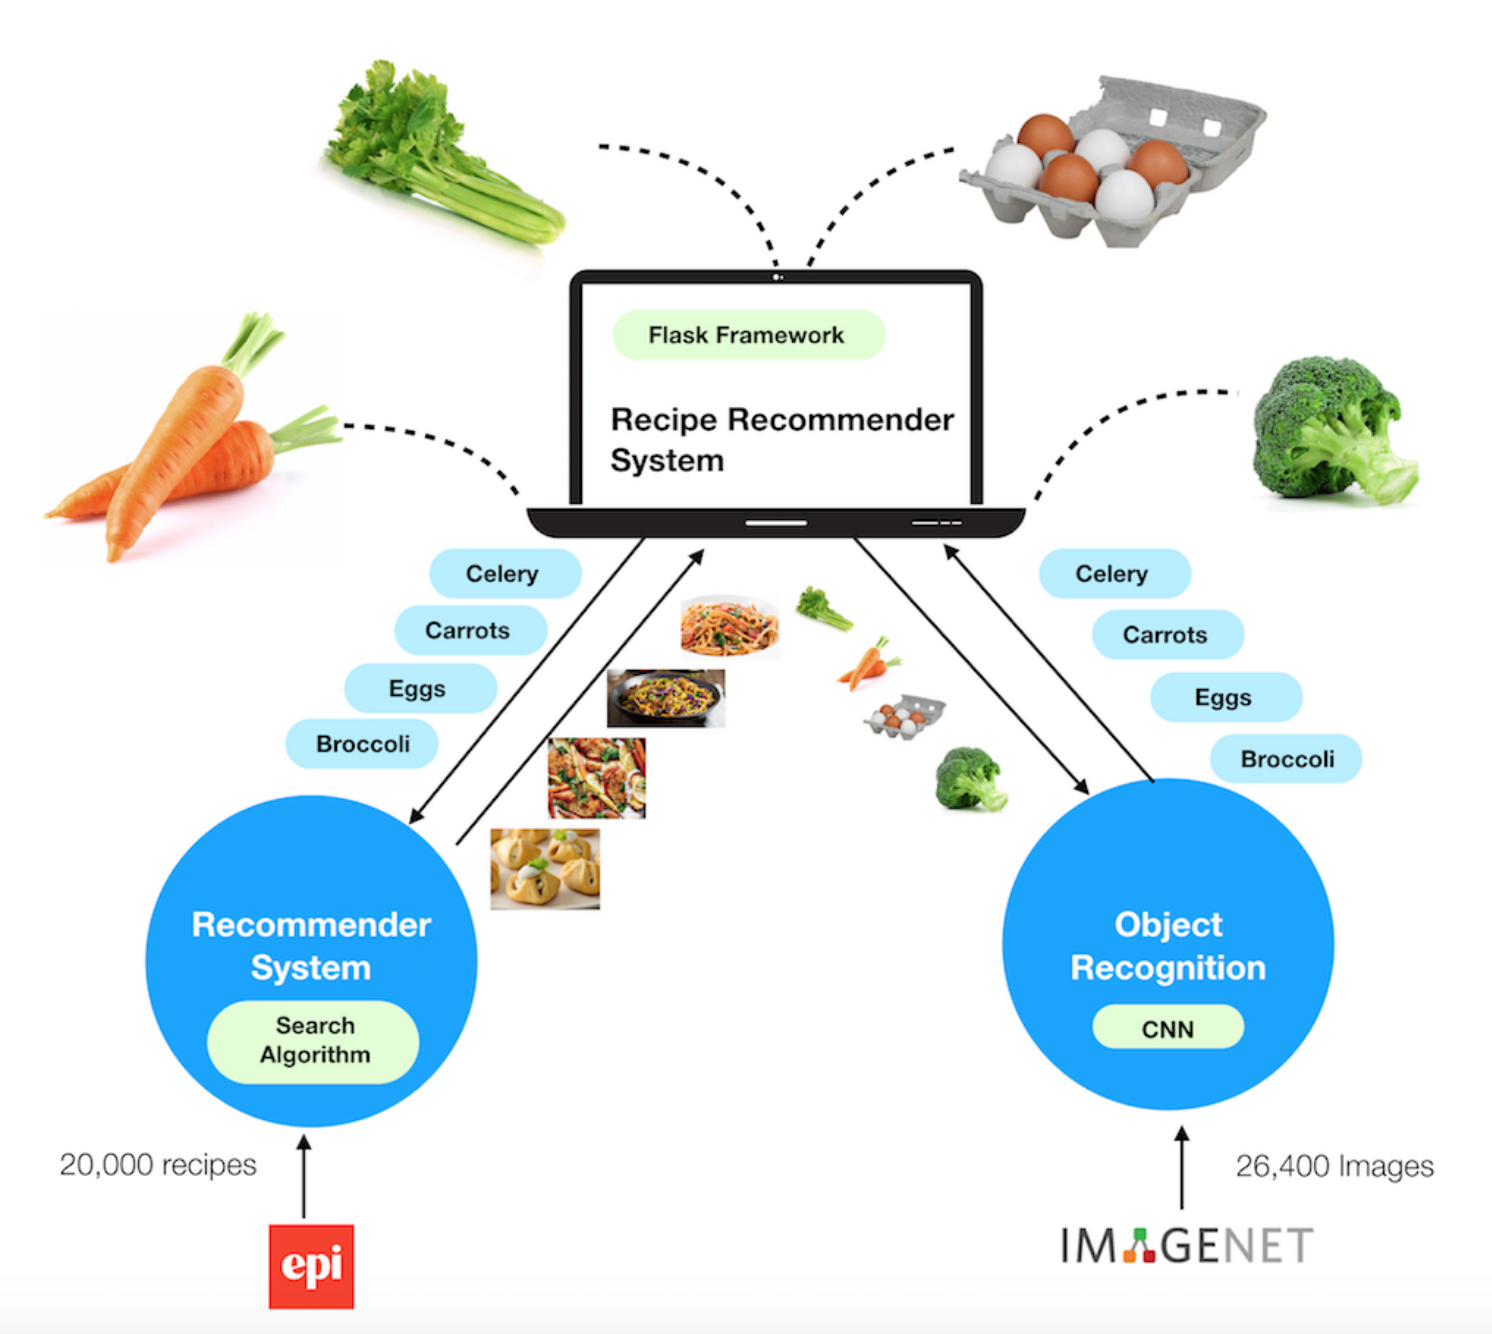 Flask Framework
Recipe Recommender
System
Celery
Carrots
Eggs
Broccoli
Celery
Carrots
Eggs
Broccoli
Recommender
System
Search
Algorithm
Object
Recognition
CNN
20,000 recipes
26,400 Images
epi
IMAGENET